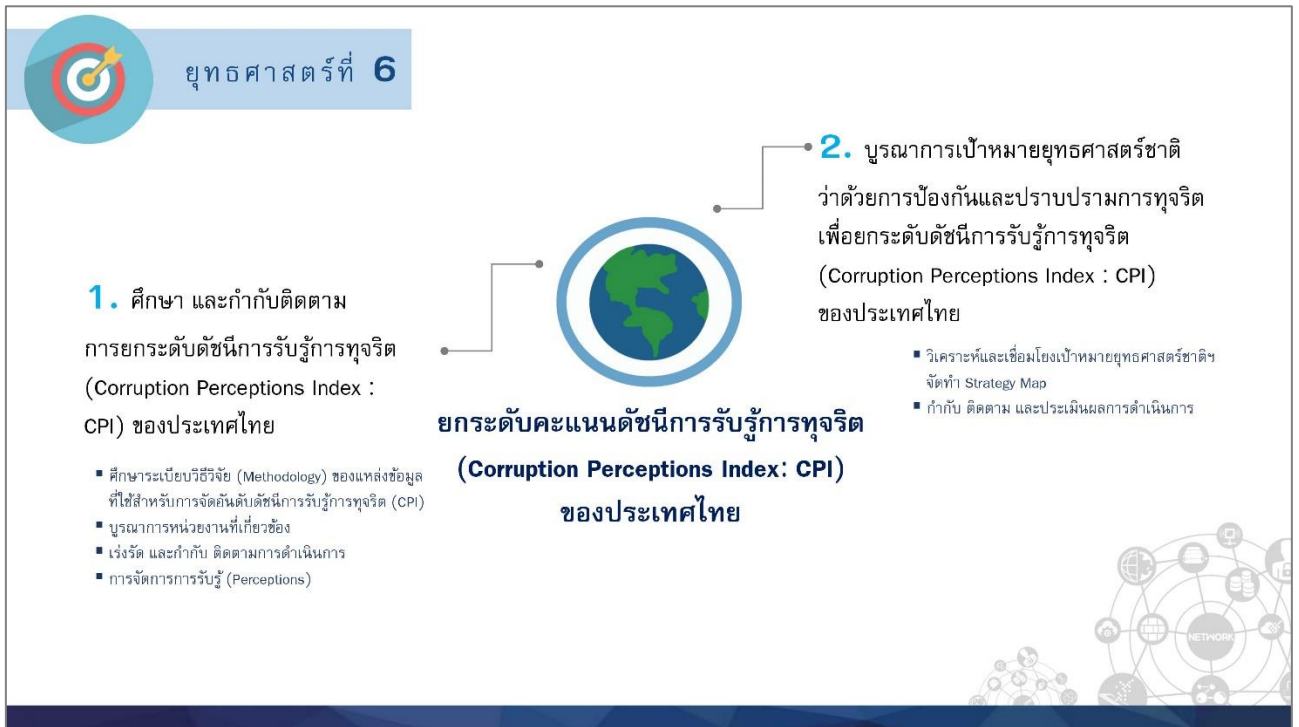 ยุทธศาสตร์ที่ 6
1. ศึกษา และกำกับติดตาม
การยกระดับดัชนีการรับรู้การทุจริต
(Corruption Perceptions Index :
CPI) ของประเทศไทย
▪ ศึกษาระเบียบวิธีวิจัย (Methodology) ของแหล่งข้อมูล
ที่ใช้สำหรับการจัดอันดับดัชนีการรับรู้การทุจริต (CPI)
▪ บูรณาการหน่วยงานที่เกี่ยวข้อง
▪ เร่งรัด และกำกับ ติดตามการดำเนินการ
▪ การจัดการการรับรู้ (Perceptions)
ยกระดับคะแนนดัชนีการรับรู้การทุจริต
(Corruption Perceptions Index: CPI)
ของประเทศไทย
2. บูรณาการเป้าหมายยุทธศาสตร์ชาติ
ว่าด้วยการป้องกันและปราบปรามการทุจริต
เพื่อยกระดับดัชนีการรับรู้การทุจริต
(Corruption Perceptions Index : CPI)
ของประเทศไทย
▪ วิเคราะห์และเชื่อมโยงเป้าหมายยุทธศาสตร์ชาติฯ
จัดทำ Strategy Map
▪ กำกับ ติดตาม และประเมินผลการดำเนินการ
NETWORK